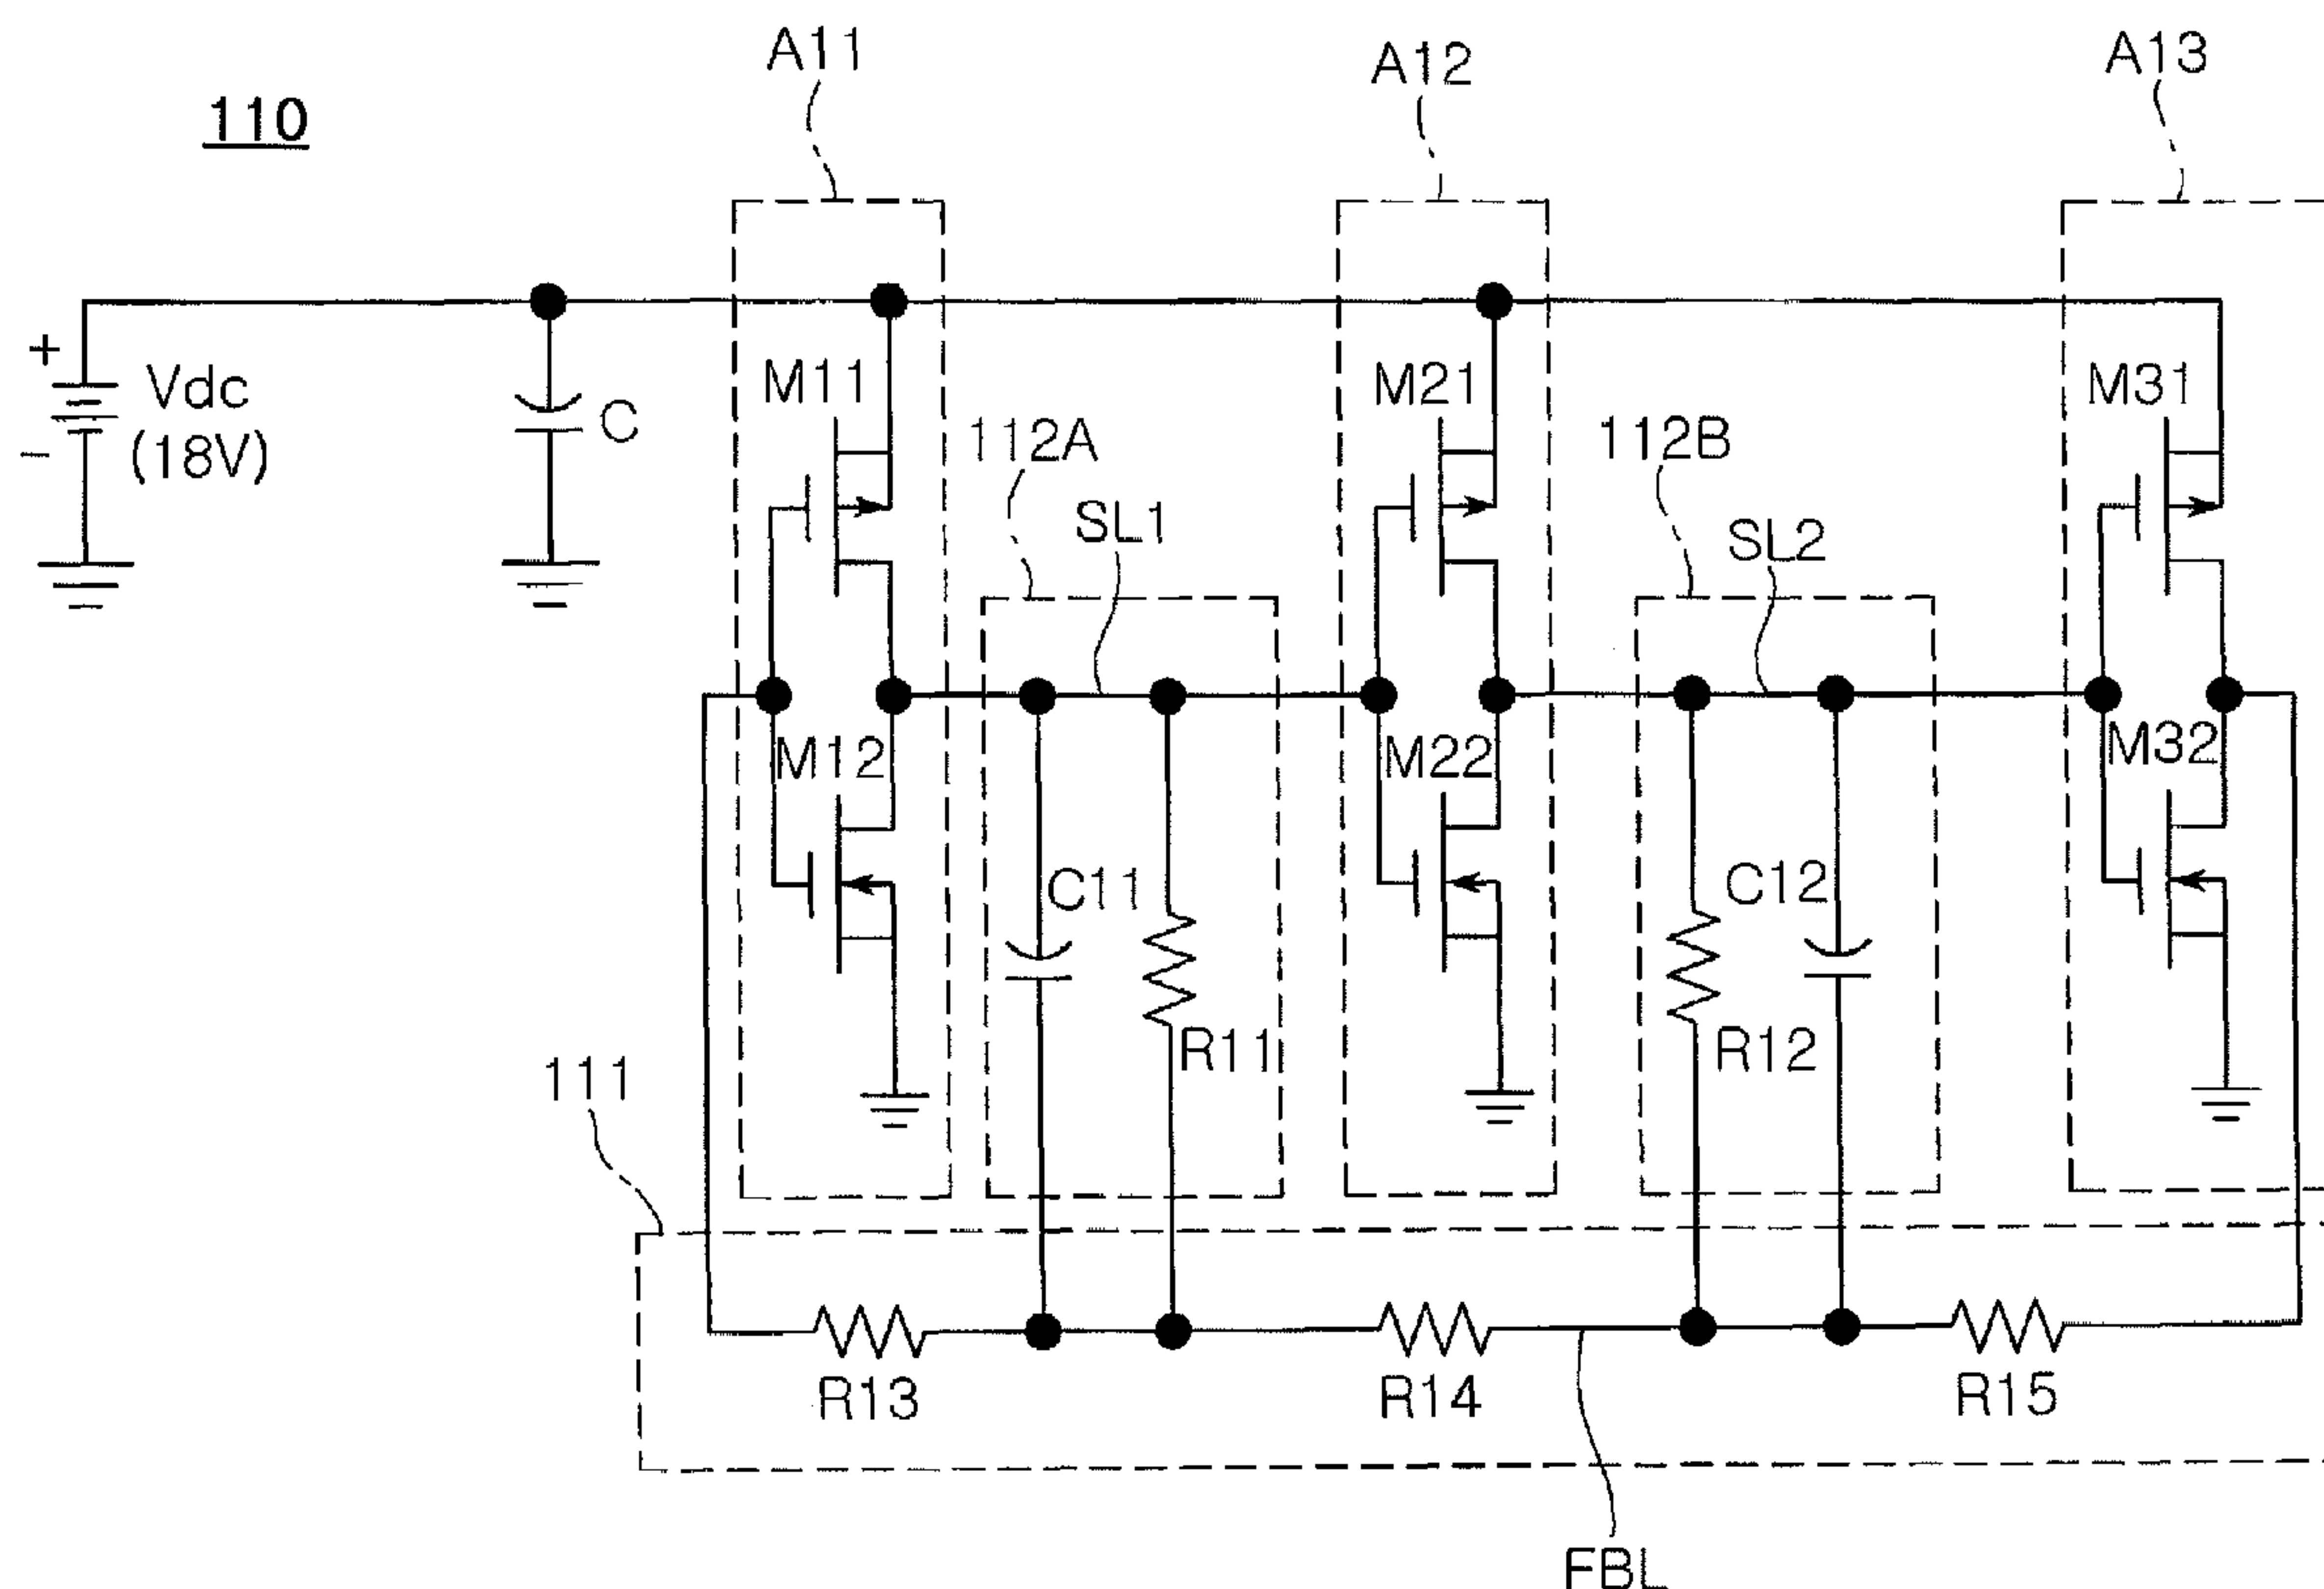 A11
A12
A13
110
+
Vdc
(18V)
-
C
M11
112A
SL1
M21
112B
SL2
M31
M12
M22
M32
C11
R11
C12
R12
111
R13
R14
R15
FBL